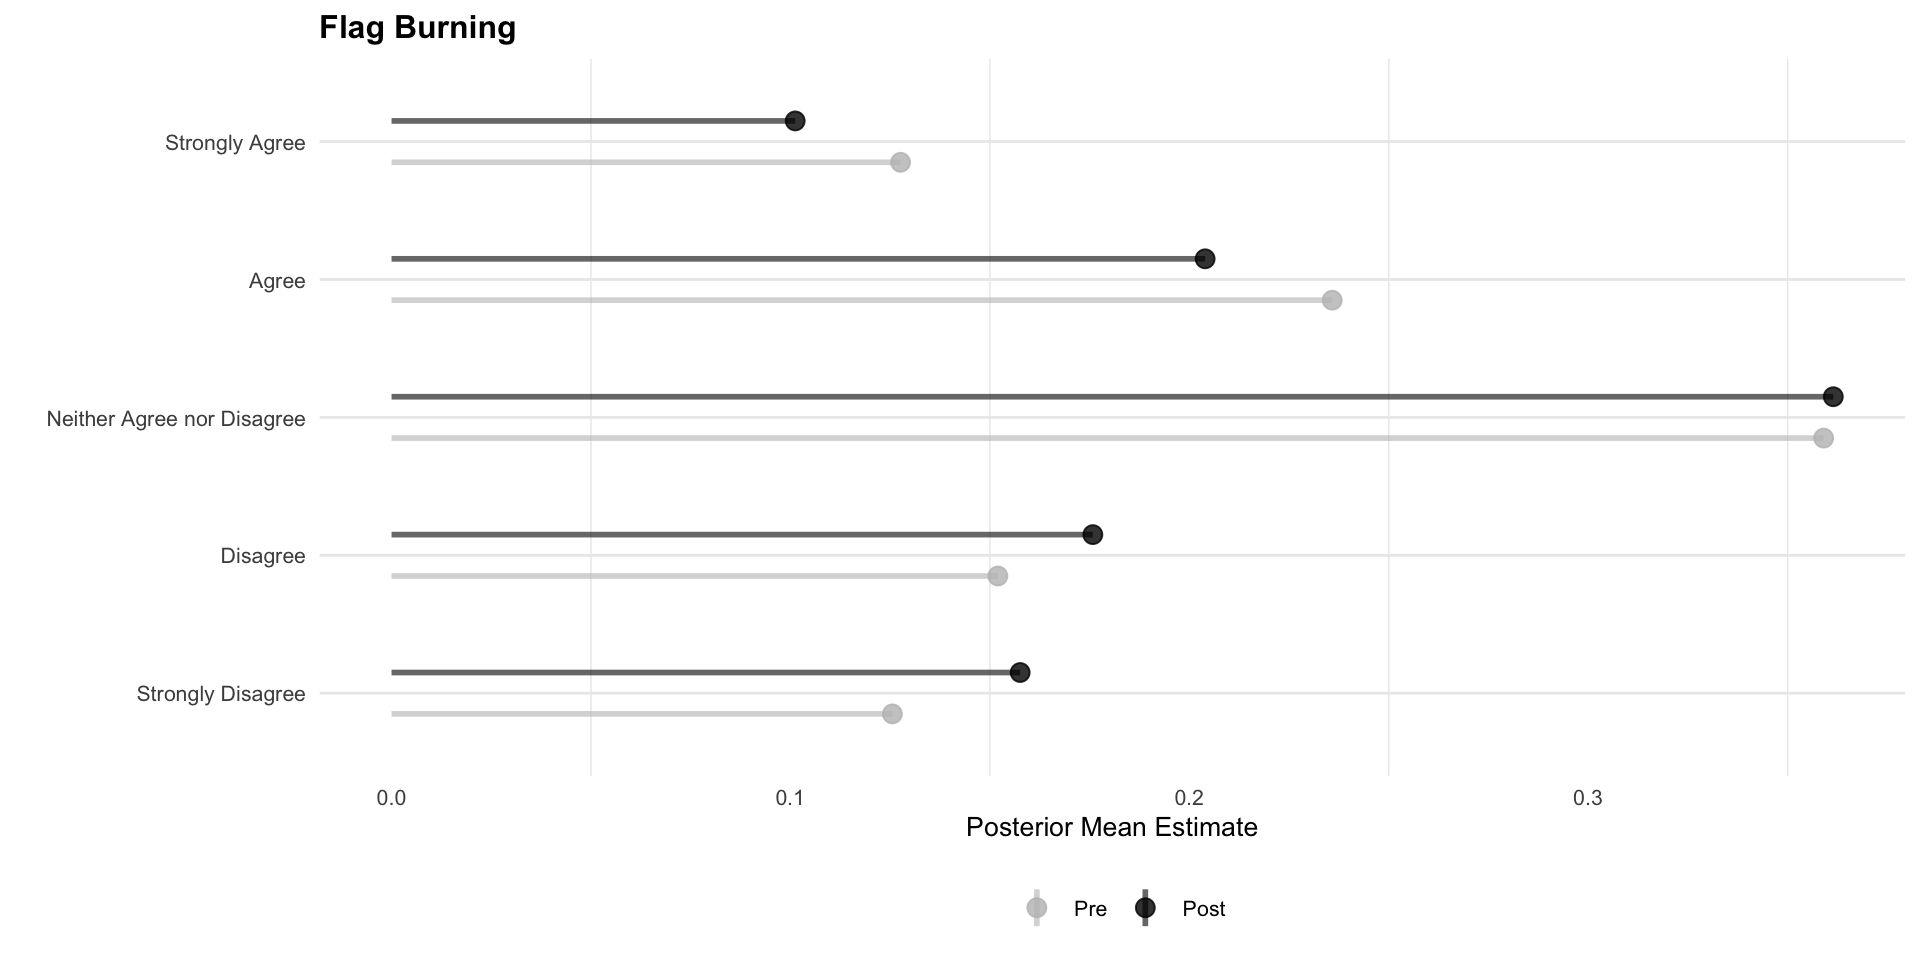 Flag Burning
Strongly Agree
Agree
Neither Agree nor Disagree
Disagree
Strongly Disagree
0.0 0.1 0.2 0.3
Posterior Mean Estimate
Pre Post